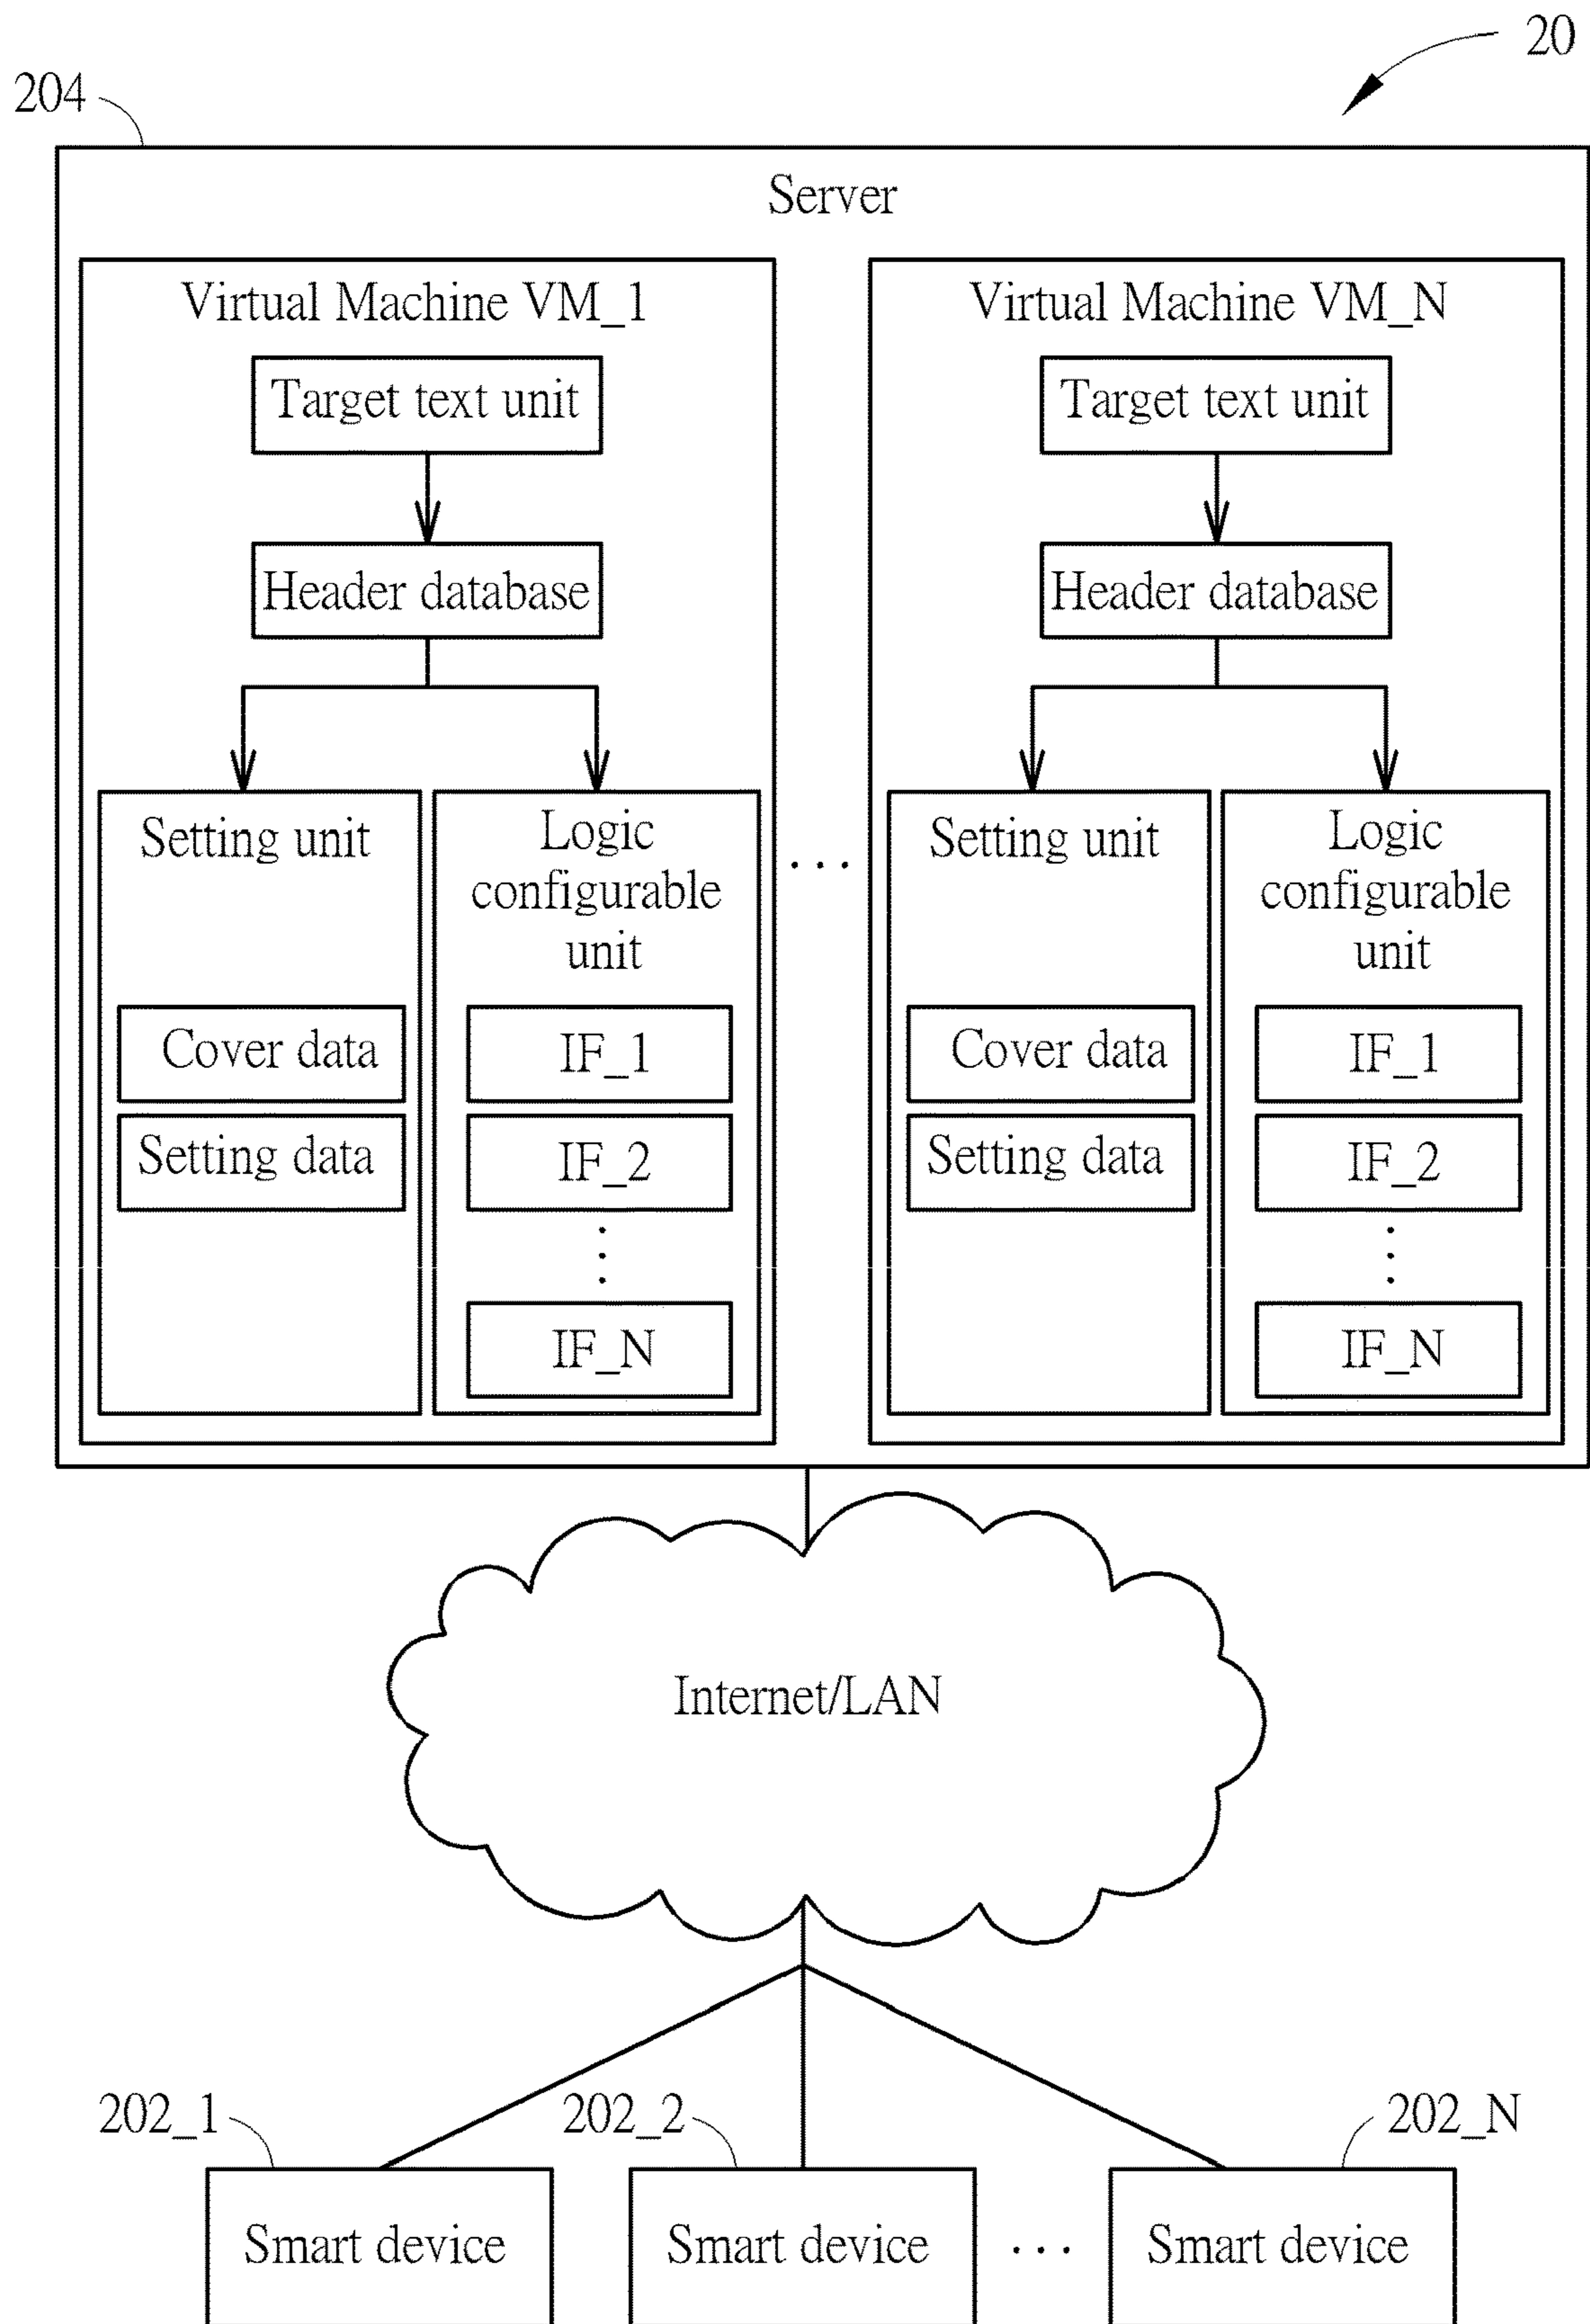 20
204
Server
Virtual Machine VM_1
Target text unit
Header database
Setting unit
Cover data
Setting data
Logic
configurable
unit
IF_1
IF_2
IF_N
...
Virtual Machine VM_N
Target text unit
Header database
Setting unit
Cover data
Setting data
Logic
configurable
unit
IF_1
IF_2
IF_N
Internet/LAN
202_1
202_2
202_N
Smart device
Smart device
...
Smart device